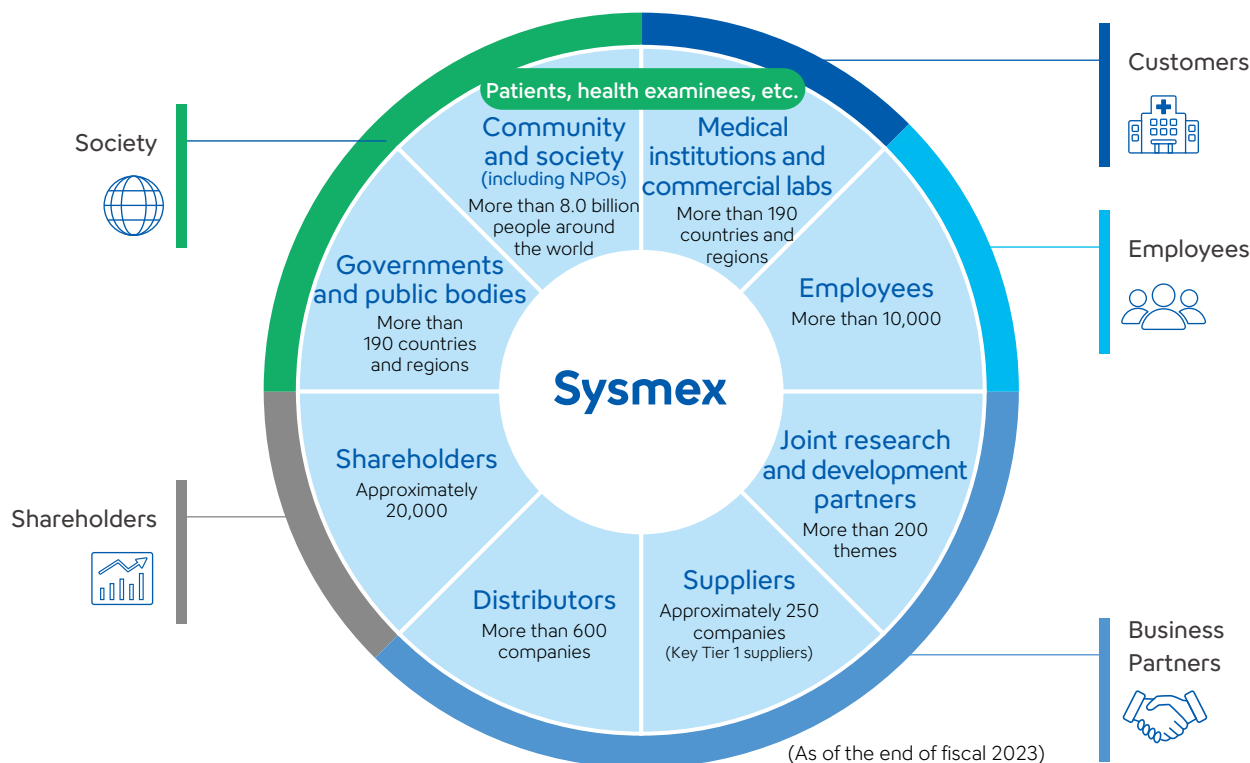 Patients, health examinees, etc.
Community
and society
(including NPOs)
More than 8.0 billion
people around
the world
Medical
institutions and
commercial labs
More than 190
countries and
regions
Customers
Society
Employees
Governments
and public bodies
More than
190 countries
and regions
Employees
More than 10,000
Sysmex
Joint research
and development
partners
More than 200
themes
Shareholders
Approximately
20,000
Shareholders
Suppliers
Approximately 250
companies
(Key Tier 1 suppliers)
Distributors
More than 600
companies
Business
Partners
(As of the end of fiscal 2023)